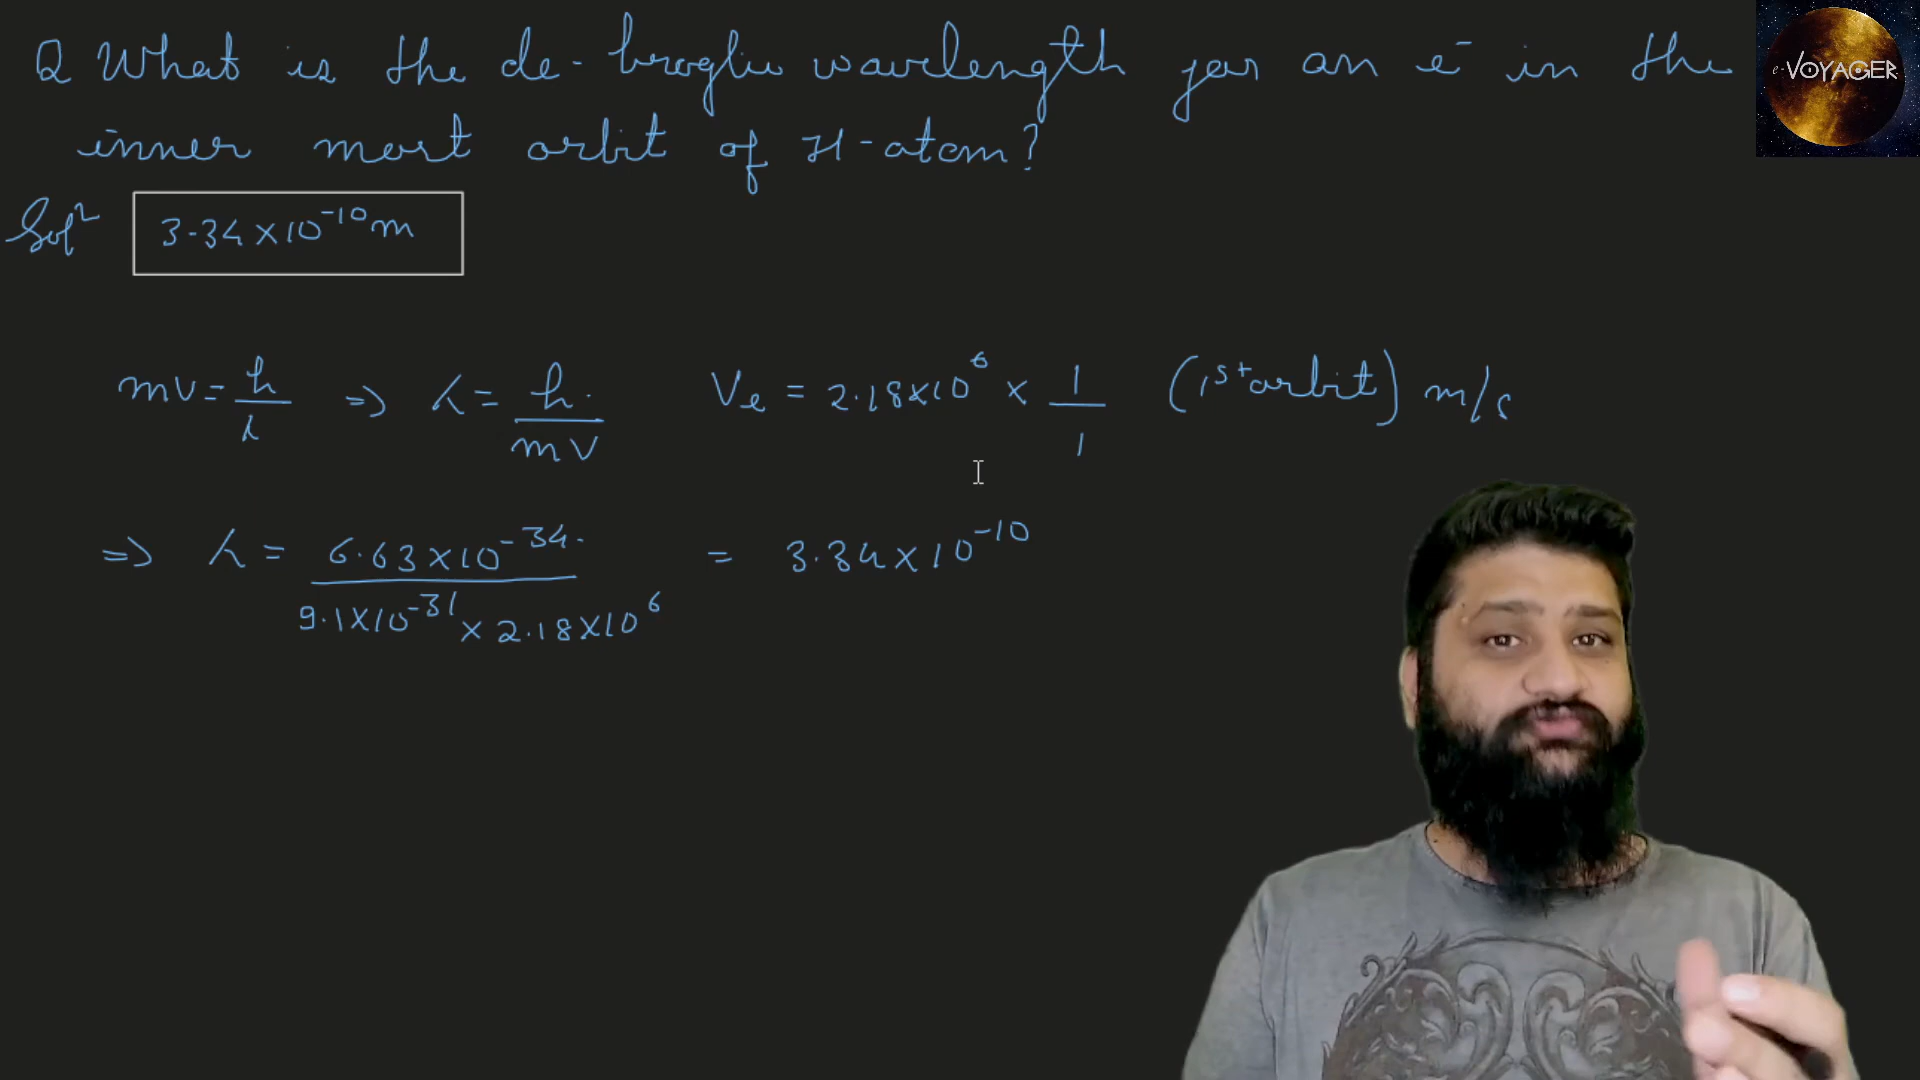 Q What is the de-broglie wavelength for an e⁻ in the
e-VOYAGER
inner most orbit of H-atom?
Solⁿ 3.34 × 10⁻¹⁰ m
mv = h/λ ⇒ λ = h/mv Vₑ = 2.18 × 10⁶ × 1/1 (1st orbit) m/s
⇒ λ = 6.63 × 10⁻³⁴ / 9.1 × 10⁻³¹ × 2.18 × 10⁶ = 3.34 × 10⁻¹⁰